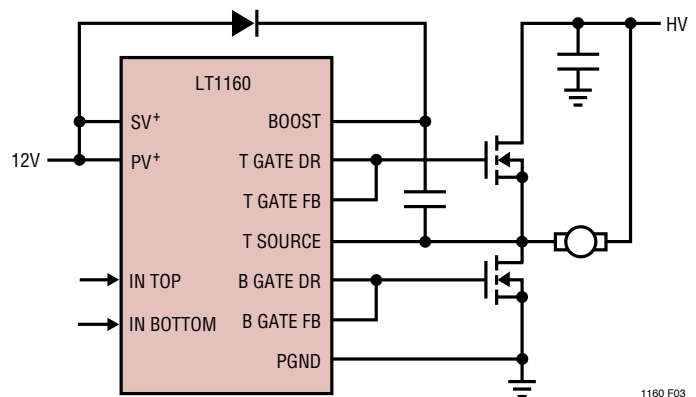 HV
LT1160
SV+
BOOST
12V
PV+
T GATE DR
T GATE FB
T SOURCE
IN TOP
B GATE DR
IN BOTTOM
B GATE FB
PGND
1160 F03